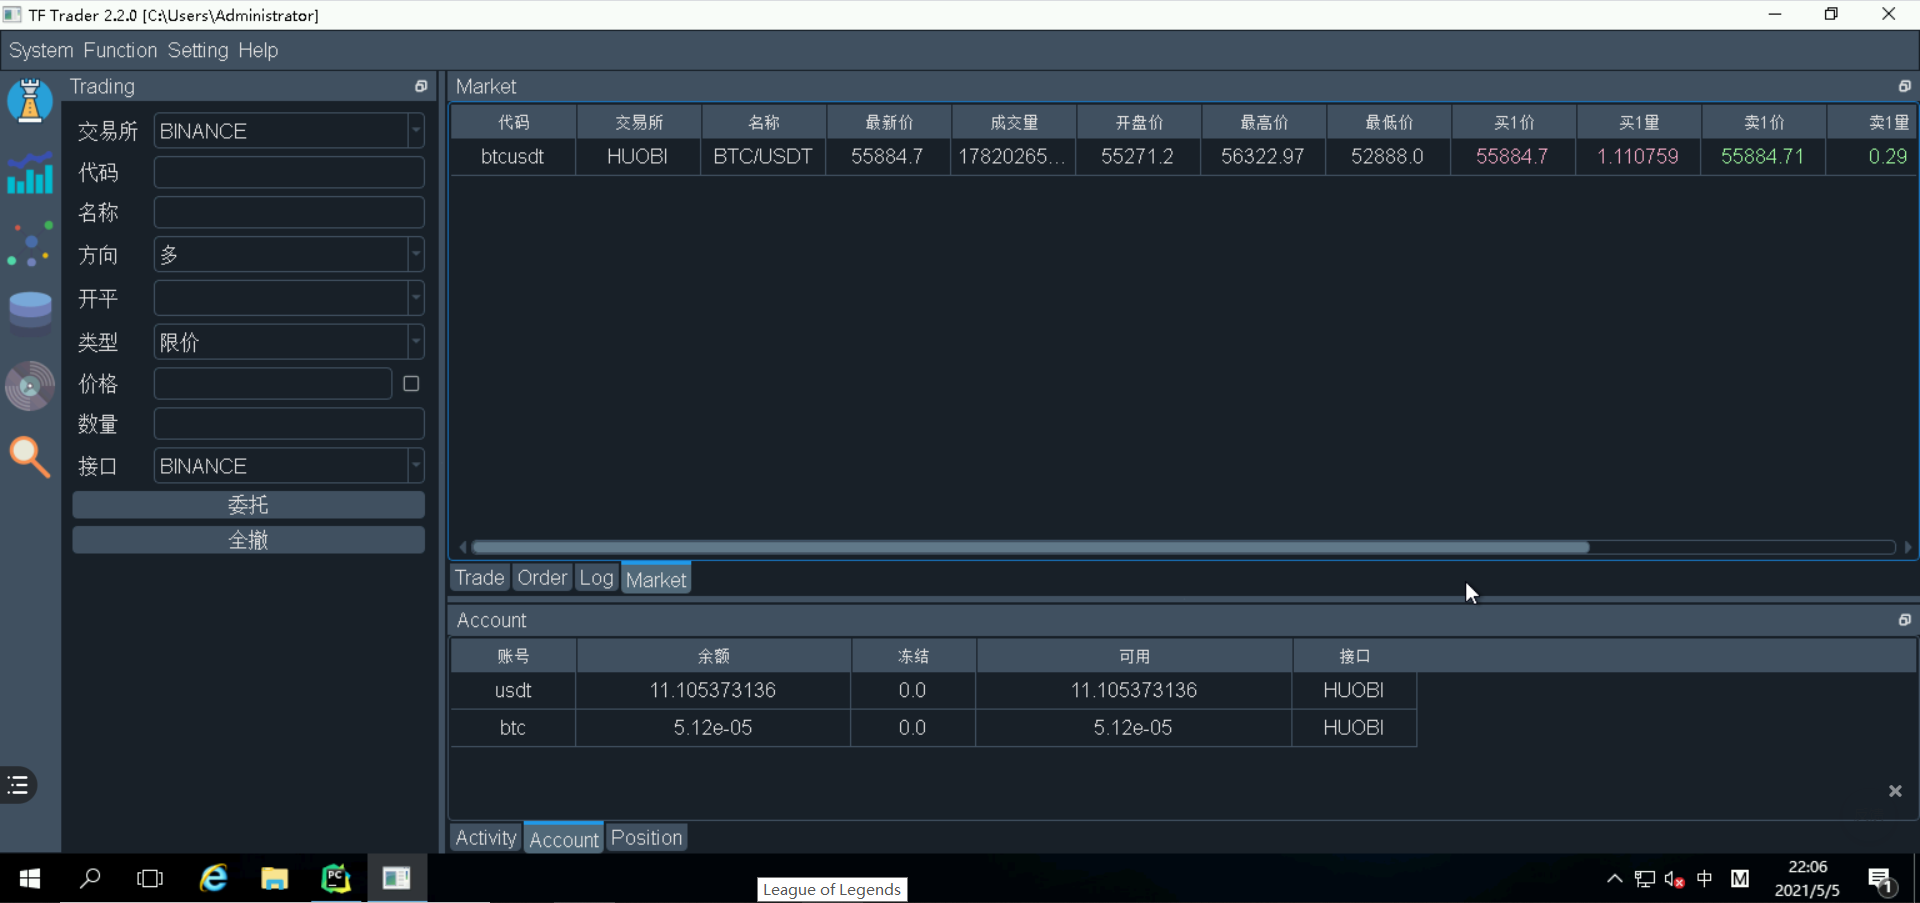 TF Trader 2.2.0 [C:\Users\Administrator]
System Function Setting Help
Trading
交易所 BINANCE
代码
名称
方向 多
开平
类型 限价
价格
数量
接口 BINANCE
委托
全撤
Market
代码 交易所 名称 最新价 成交量 开盘价 最高价 最低价 买1价 买1量 卖1价 卖1量
btcusdt HUOBI BTC/USDT 55884.7 17820265... 55271.2 56322.97 52888.0 55884.7 1.110759 55884.71 0.29
Trade Order Log Market
Account
账号 余额 冻结 可用 接口
usdt 11.105373136 0.0 11.105373136 HUOBI
btc 5.12e-05 0.0 5.12e-05 HUOBI
Activity Account Position
PC
League of Legends
中 M
22:06
2021/5/5
1